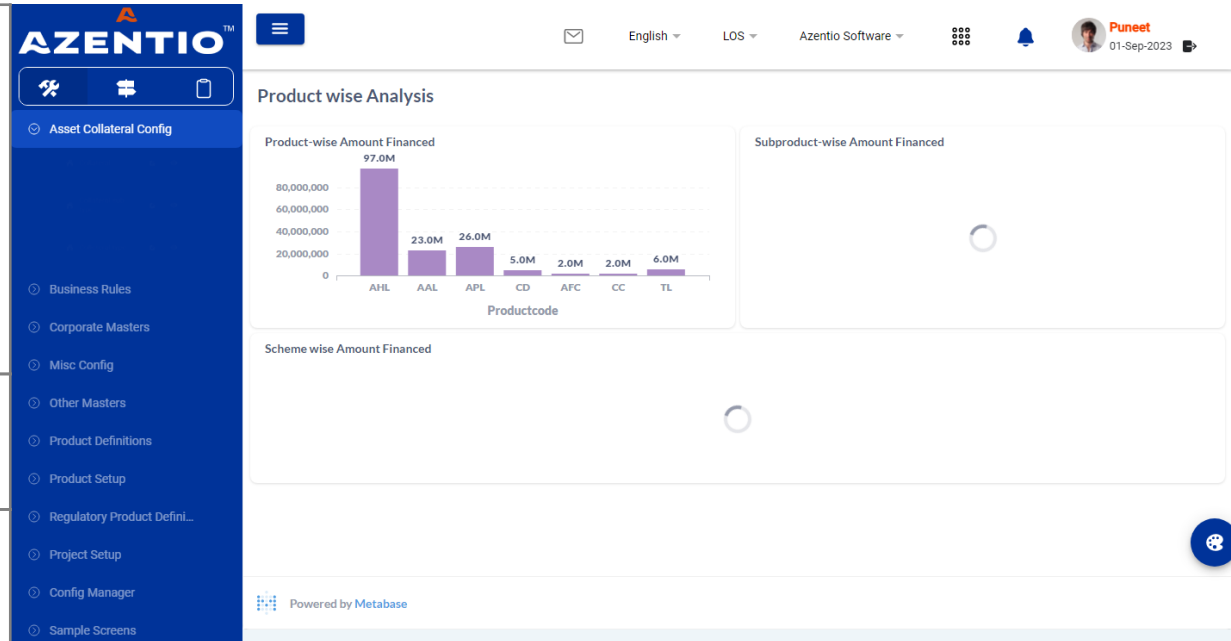 AZENTIO™
English
LOS
Azentio Software
Puneet
01-Sep-2023
Asset Collateral Config
Business Rules
Corporate Masters
Misc Config
Other Masters
Product Definitions
Product Setup
Regulatory Product Defini...
Project Setup
Config Manager
Sample Screens
Product wise Analysis
Product-wise Amount Financed
97.0M
80,000,000
60,000,000
40,000,000
20,000,000
0
23.0M
26.0M
5.0M
2.0M
2.0M
6.0M
AHL AAL APL CD AFC CC TL
Productcode
Subproduct-wise Amount Financed
Scheme wise Amount Financed
Powered by Metabase